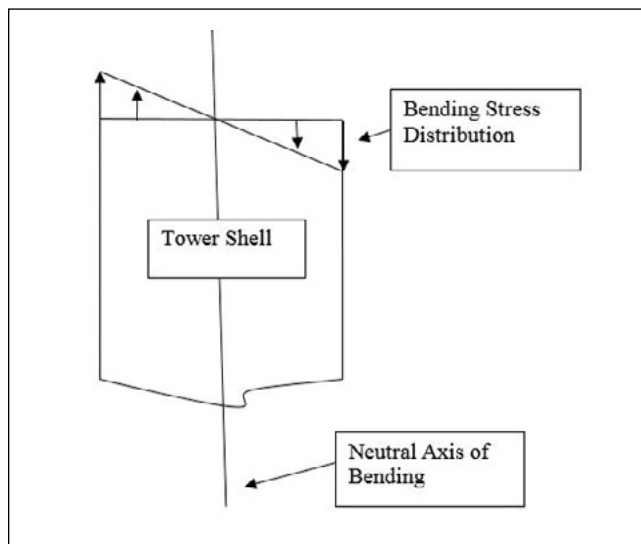 Bending Stress
Distribution
Tower Shell
Neutral Axis of
Bending